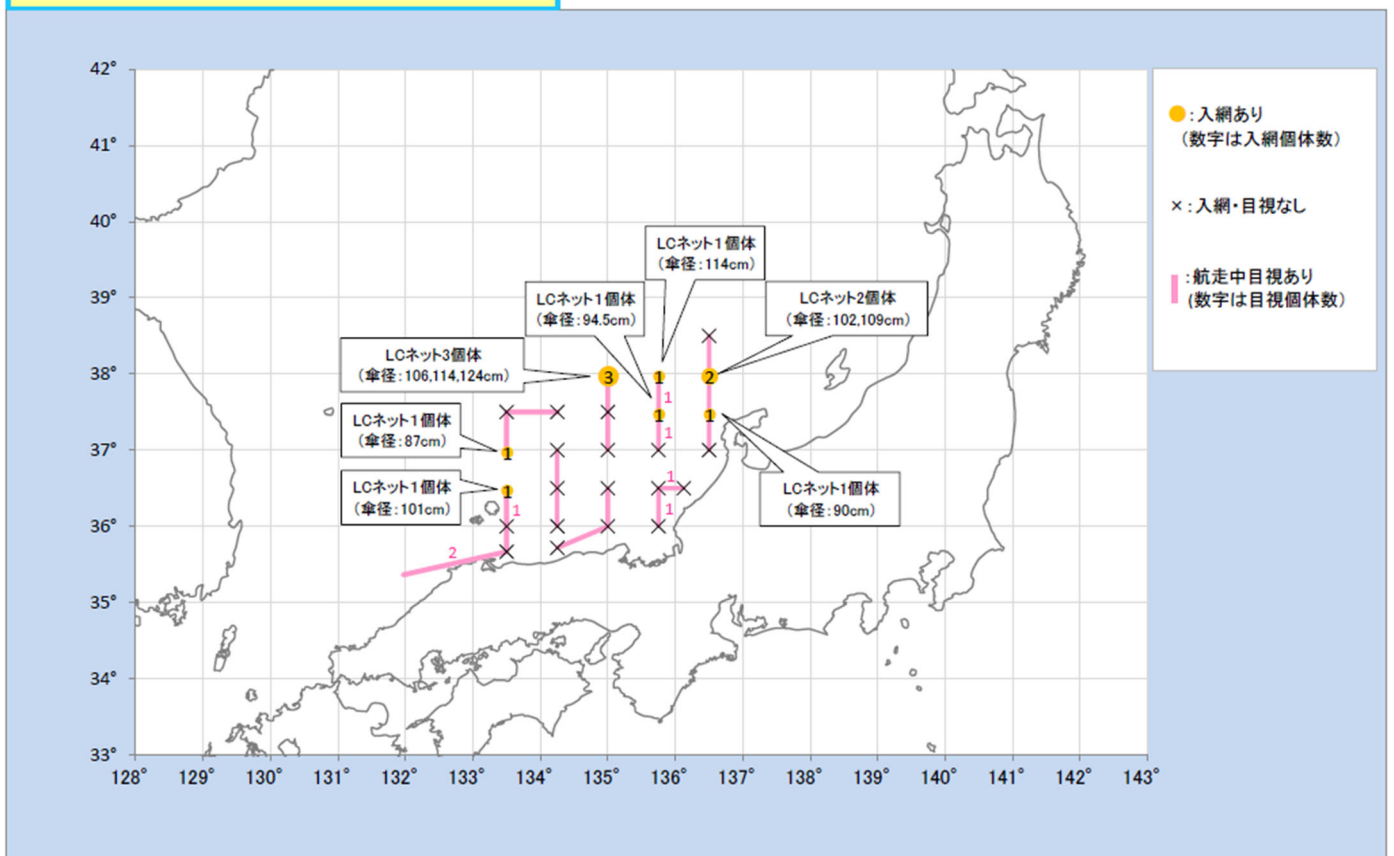 42°
41°
40°
39°
38°
37°
36°
35°
34°
33°
128°
129°
130°
131°
132°
133°
134°
135°
136°
137°
138°
139°
140°
141°
142°
143°
LCネット1個体
(傘径:114cm)
LCネット1個体
(傘径:94.5cm)
LCネット2個体
(傘径:102,109cm)
LCネット3個体
(傘径:106,114,124cm)
3
1
2
1
LCネット1個体
(傘径:87cm)
1
1
1
1
LCネット1個体
(傘径:101cm)
1
LCネット1個体
(傘径:90cm)
1
1
1
2
●:入網あり
(数字は入網個体数)
×:入網・目視なし
:航走中目視あり
(数字は目視個体数)